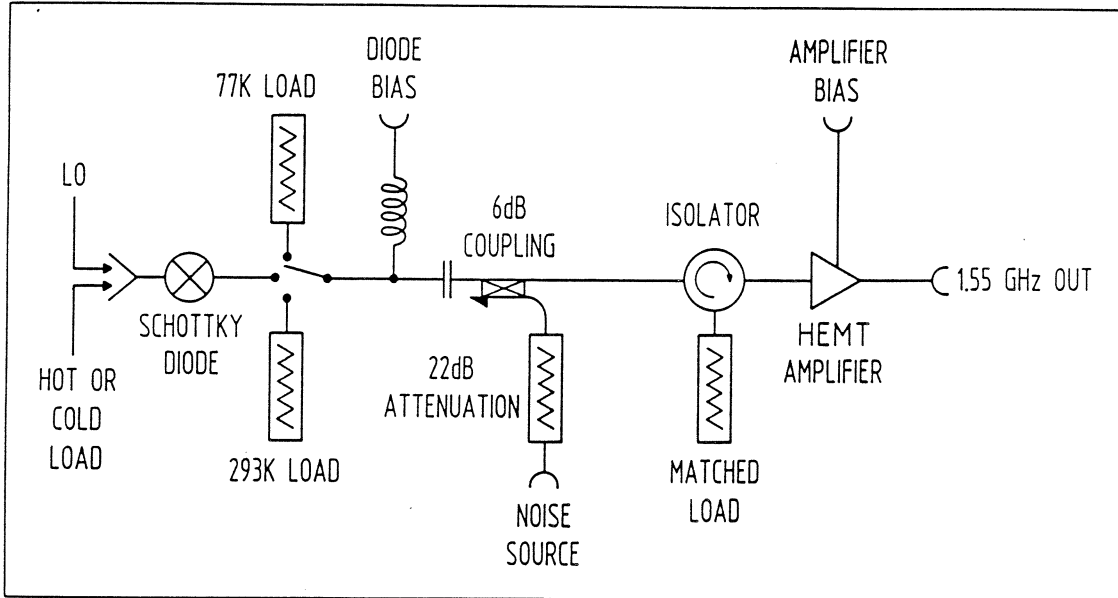 DIODE
BIAS
AMPLIFIER
BIAS
77K LOAD
LO
6dB
COUPLING
ISOLATOR
1.55 GHz OUT
SCHOTTKY
DIODE
HEMT
AMPLIFIER
HOT OR
COLD
LOAD
22dB
ATTENUATION
293K LOAD
MATCHED
LOAD
NOISE
SOURCE